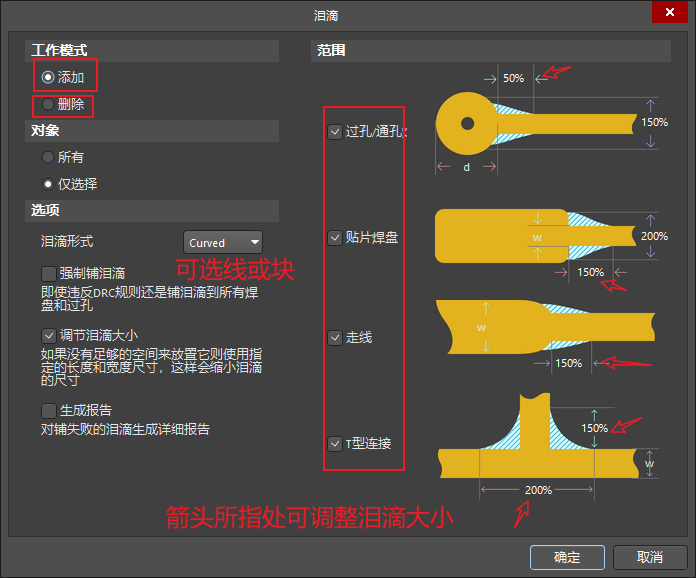 泪滴
工作模式
添加
删除
对象
所有
仅选择
选项
泪滴形式
Curved
可选线或块
强制铺泪滴
即使违反DRC规则还是铺泪滴到所有焊
盘和过孔
调节泪滴大小
如果没有足够的空间来放置它则使用指
定的长度和宽度尺寸，这样会缩小泪滴
的尺寸
生成报告
对铺失败的泪滴生成详细报告
范围
过孔/通孔
50%
150%
d
贴片焊盘
w
200%
150%
走线
w
150%
T型连接
150%
w
200%
箭头所指处可调整泪滴大小
确定
取消